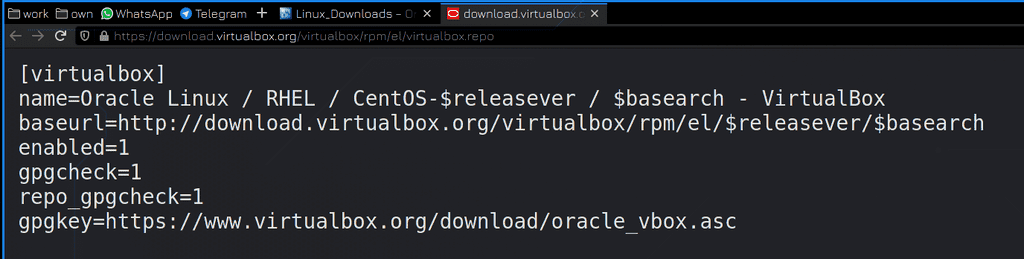 work own WhatsApp Telegram + Linux_Downloads – O download.virtualbox.o
https://download.virtualbox.org/virtualbox/rpm/el/virtualbox.repo
[virtualbox]
name=Oracle Linux / RHEL / CentOS-$releasever / $basearch - VirtualBox
baseurl=http://download.virtualbox.org/virtualbox/rpm/el/$releasever/$basearch
enabled=1
gpgcheck=1
repo_gpgcheck=1
gpgkey=https://www.virtualbox.org/download/oracle_vbox.asc